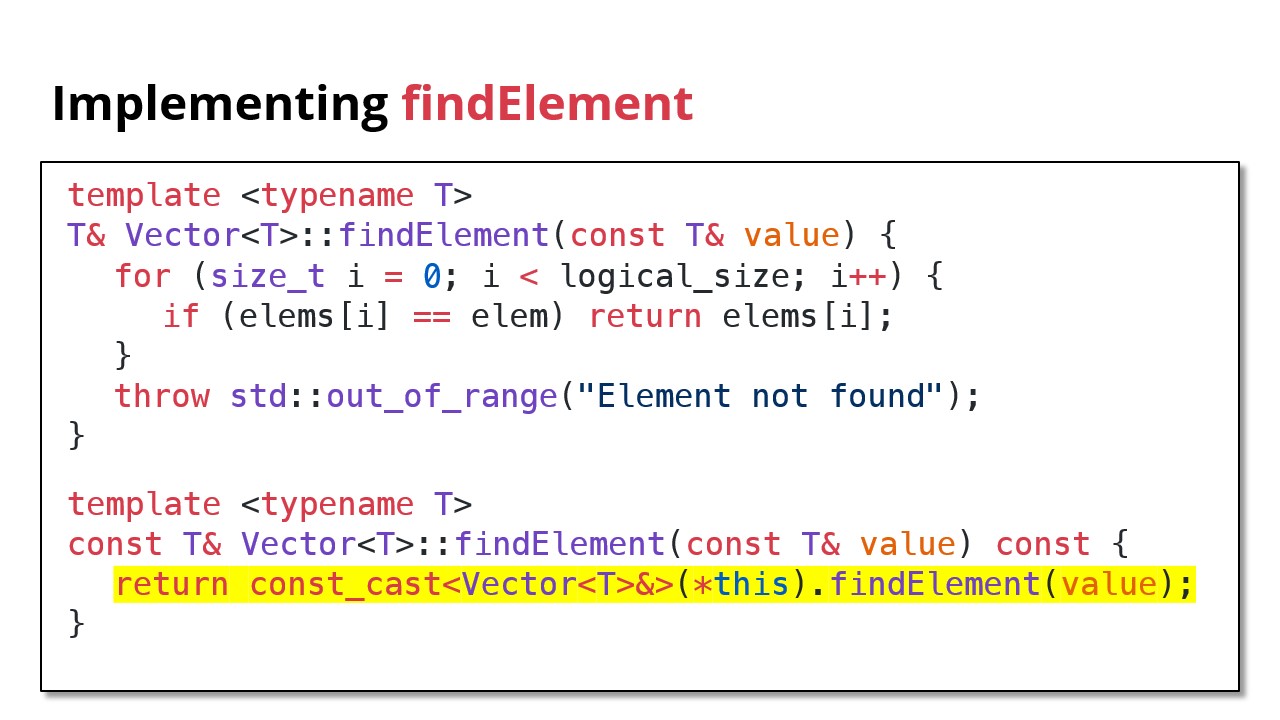 Implementing findElement
template <typename T>
T& Vector<T>::findElement(const T& value) {
for (size_t i = 0; i < logical_size; i++) {
if (elems[i] == elem) return elems[i];
}
throw std::out_of_range("Element not found");
}
template <typename T>
const T& Vector<T>::findElement(const T& value) const {
return const_cast<Vector<T>&>(*this).findElement(value);
}